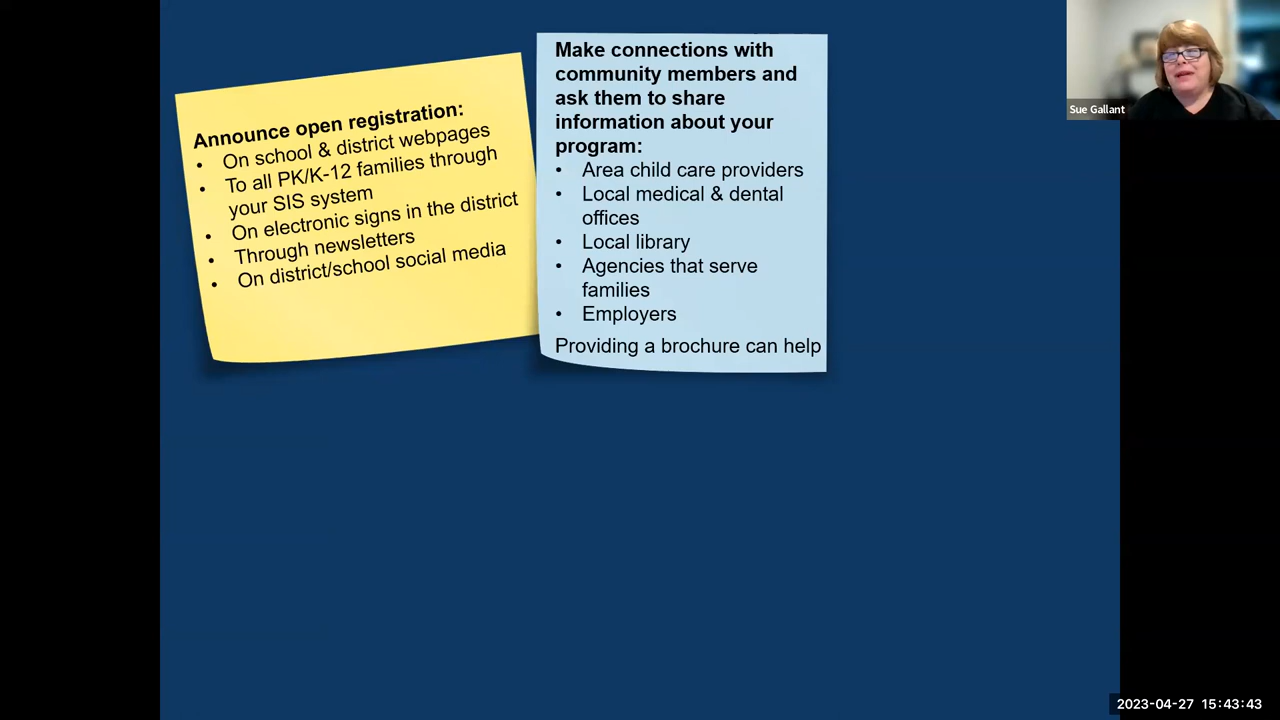 Announce open registration:
• On school & district webpages
• To all PK/K-12 families through
your SIS system
• On electronic signs in the district
• Through newsletters
• On district/school social media
Make connections with
community members and
ask them to share
information about your
program:
• Area child care providers
• Local medical & dental
offices
• Local library
• Agencies that serve
families
• Employers
Providing a brochure can help
Sue Gallant
2023-04-27 15:43:43